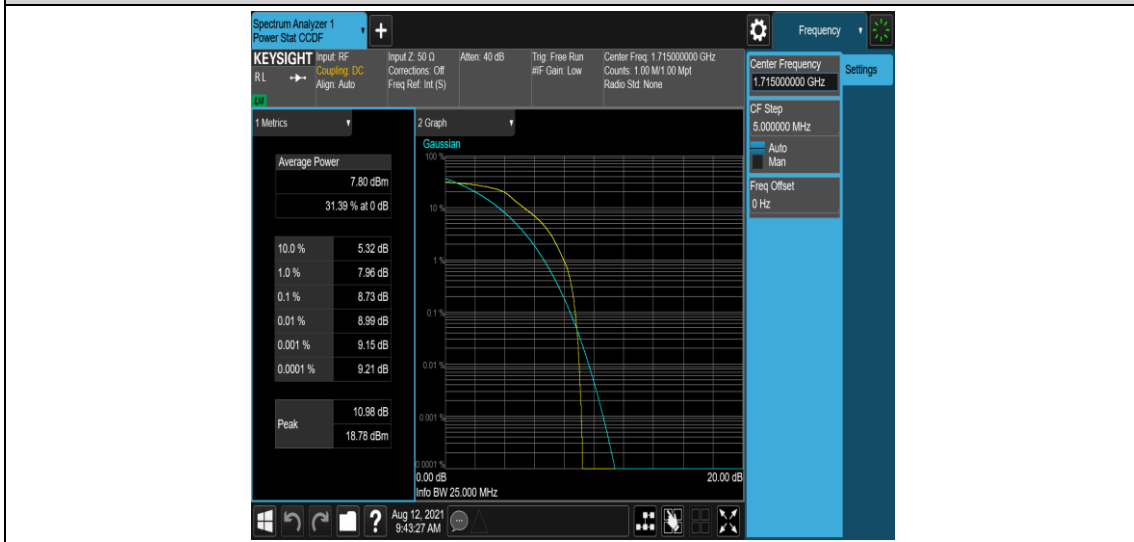 Spectrum Analyzer 1
Power Stat CCDF
+
Frequency
KEYSIGHT
RL
LXI
Input: RF
Coupling: DC
Align: Auto
Input Z: 50 Ω
Corrections: Off
Freq Ref: Int (S)
Atten: 40 dB
Trig: Free Run
#IF Gain: Low
Center Freq: 1.715000000 GHz
Counts: 1.00 M/1.00 Mpt
Radio Std: None
Center Frequency
1.715000000 GHz
Settings
CF Step
5.000000 MHz
Auto
Man
Freq Offset
0 Hz
1 Metrics
Average Power
7.80 dBm
31.39 % at 0 dB
10.0 % 5.32 dB
1.0 % 7.96 dB
0.1 % 8.73 dB
0.01 % 8.99 dB
0.001 % 9.15 dB
0.0001 % 9.21 dB
Peak 10.98 dB
18.78 dBm
2 Graph
Gaussian
100 %
10 %
1 %
0.1 %
0.01 %
0.001 %
0.0001 %
0.00 dB 20.00 dB
Info BW 25.000 MHz
?
Aug 12, 2021
9:43:27 AM